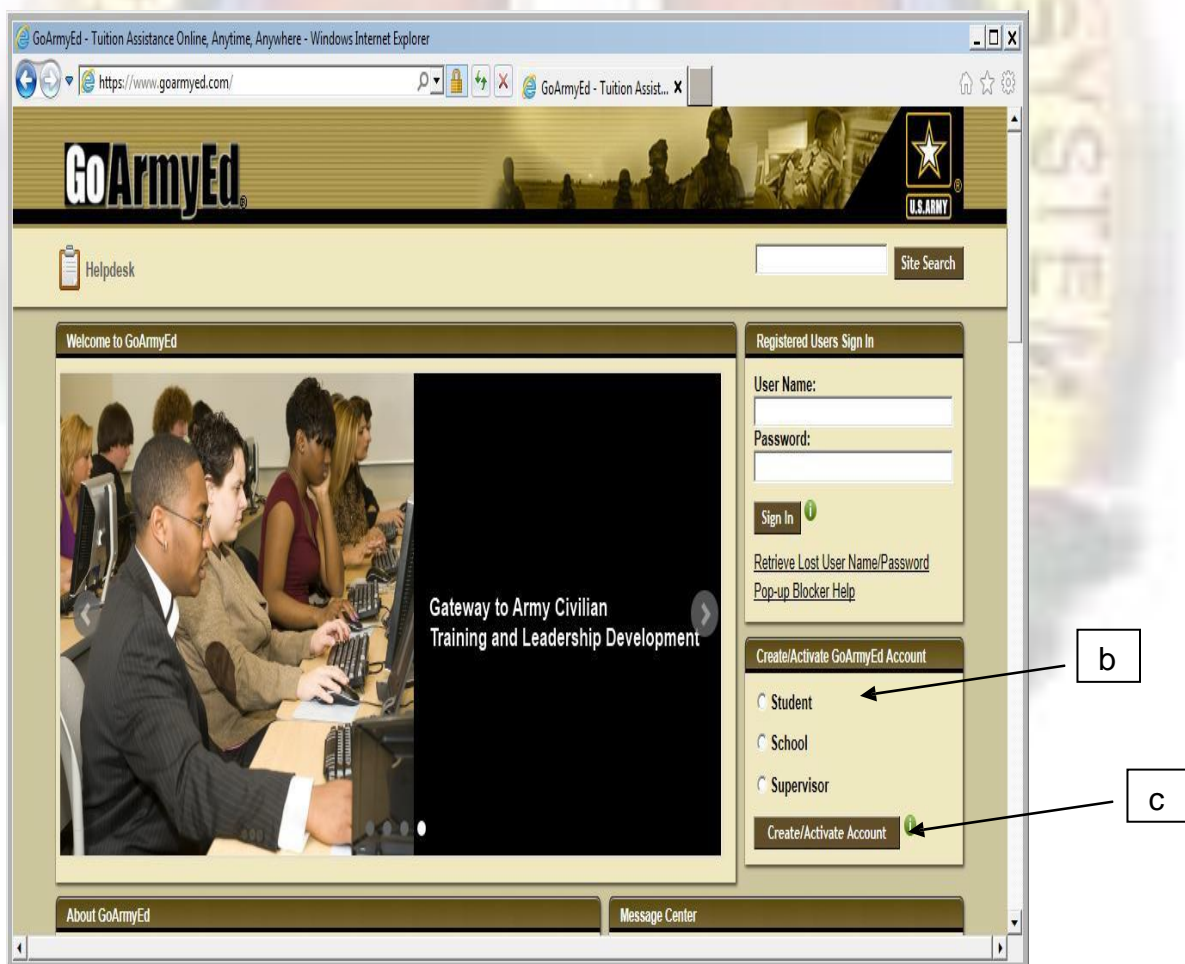 GoArmyEd - Tuition Assistance Online, Anytime, Anywhere - Windows Internet Explorer
https://www.goarmyed.com/
GoArmyEd - Tuition Assist...
GoArmyEd®
U.S.ARMY
®
Helpdesk
Site Search
Welcome to GoArmyEd
Gateway to Army Civilian
Training and Leadership Development
Registered Users Sign In
User Name:
Password:
Sign In
Retrieve Lost User Name/Password
Pop-up Blocker Help
Create/Activate GoArmyEd Account
b
Student
School
Supervisor
c
Create/Activate Account
About GoArmyEd
Message Center
SYSTEM